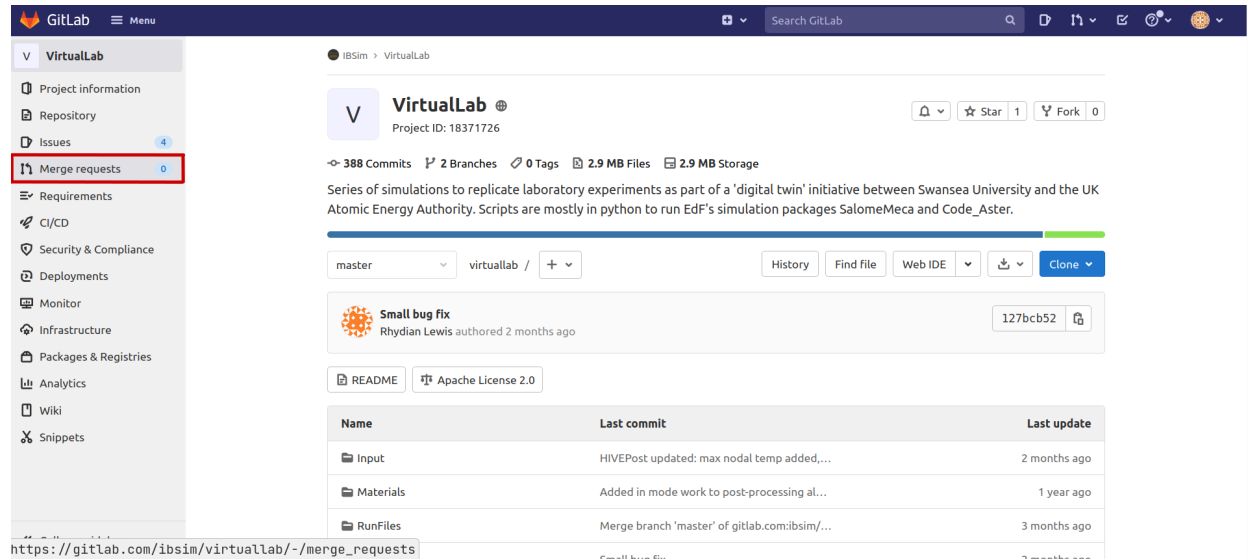 GitLab Menu Search GitLab
V VirtualLab
Project information
Repository
Issues 4
Merge requests 0
Requirements
CI/CD
Security & Compliance
Deployments
Monitor
Infrastructure
Packages & Registries
Analytics
Wiki
Snippets
https://gitlab.com/ibsim/virtuallab/-/merge_requests
IBSim > VirtualLab
V
VirtualLab
Project ID: 18371726
Star 1 Fork 0
388 Commits 2 Branches 0 Tags 2.9 MB Files 2.9 MB Storage
Series of simulations to replicate laboratory experiments as part of a 'digital twin' initiative between Swansea University and the UK
Atomic Energy Authority. Scripts are mostly in python to run EdF's simulation packages SalomeMeca and Code_Aster.
master virtuallab / + History Find file Web IDE Clone
Small bug fix
Rhydian Lewis authored 2 months ago
127bcb52
README Apache License 2.0
Name Last commit Last update
Input HIVEPost updated: max nodal temp added,... 2 months ago
Materials Added in mode work to post-processing al... 1 year ago
RunFiles Merge branch 'master' of gitlab.com:ibsim/... 3 months ago